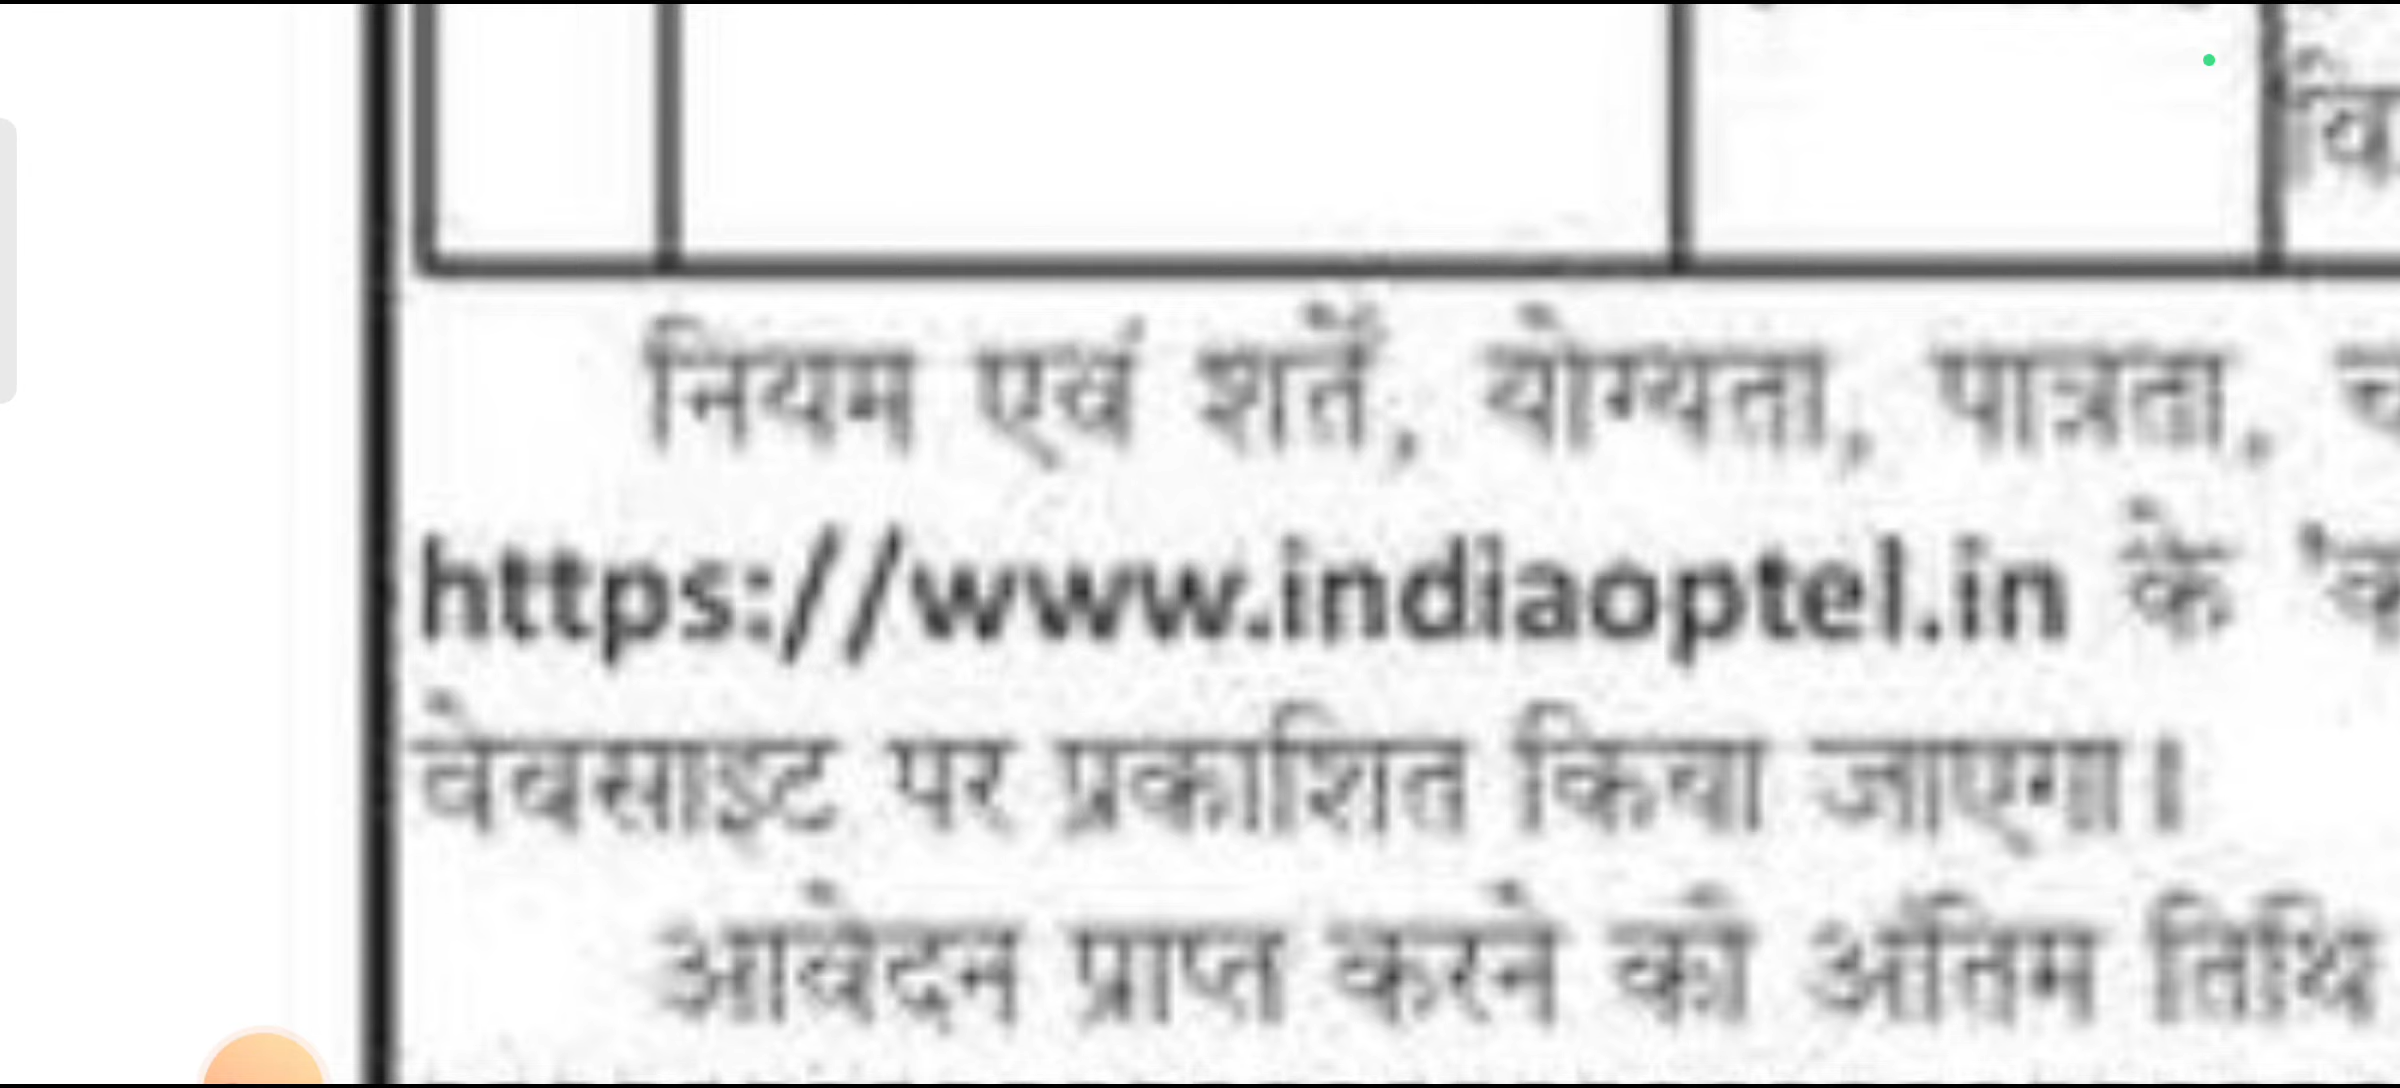 वि
नियम एवं शर्तें, योग्यता, पात्रता,
https://www.indiaoptel.in के
वेबसाइट पर प्रकाशित किया जाएगा।
आवेदन प्राप्त करने की अंतिम तिथि